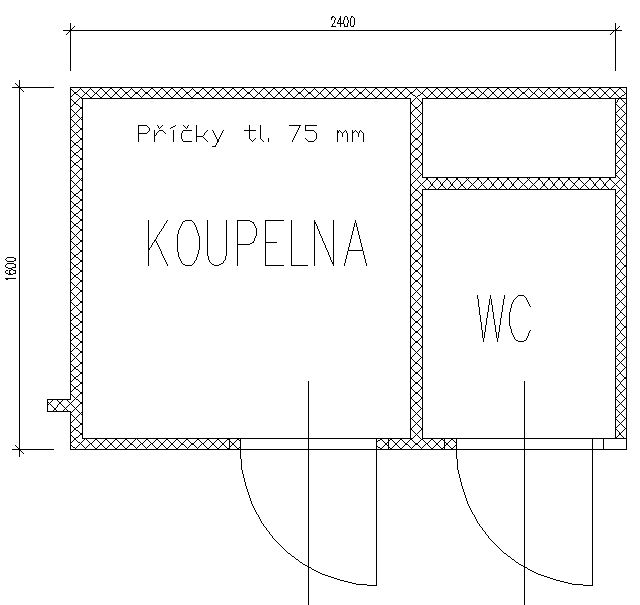 2400
Příčky tl. 75 mm
KOUPELNA
1600
WC